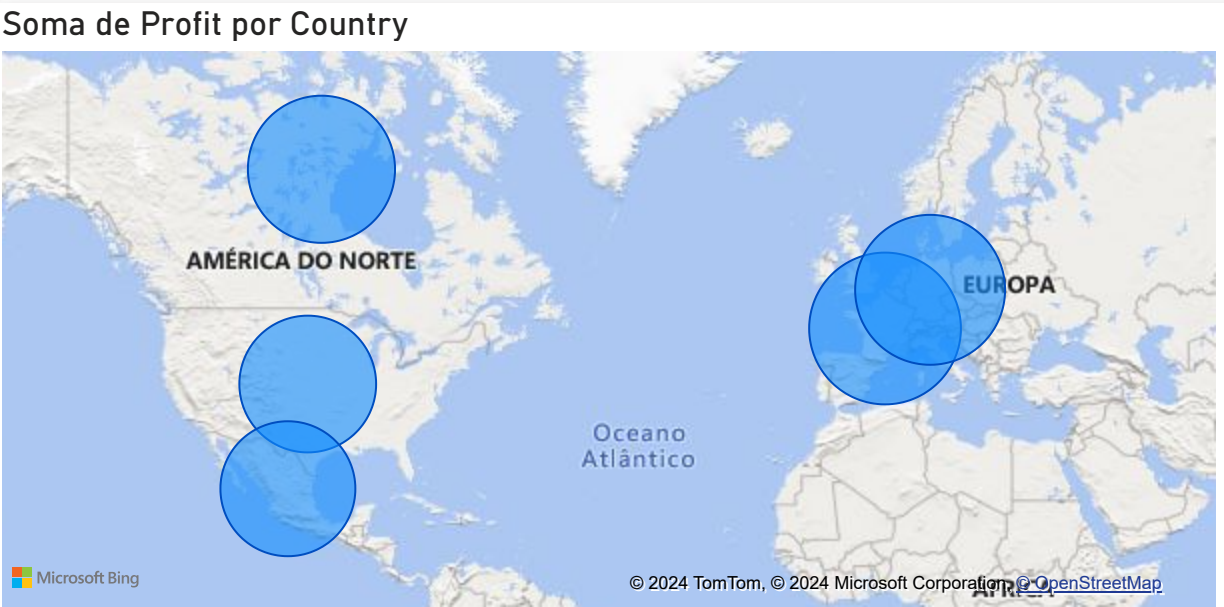 Soma de Profit por Country
AMÉRICA DO NORTE
EUROPA
Oceano
Atlântico
Microsoft Bing
© 2024 TomTom, © 2024 Microsoft Corporation, © OpenStreetMap
ÁFRICA